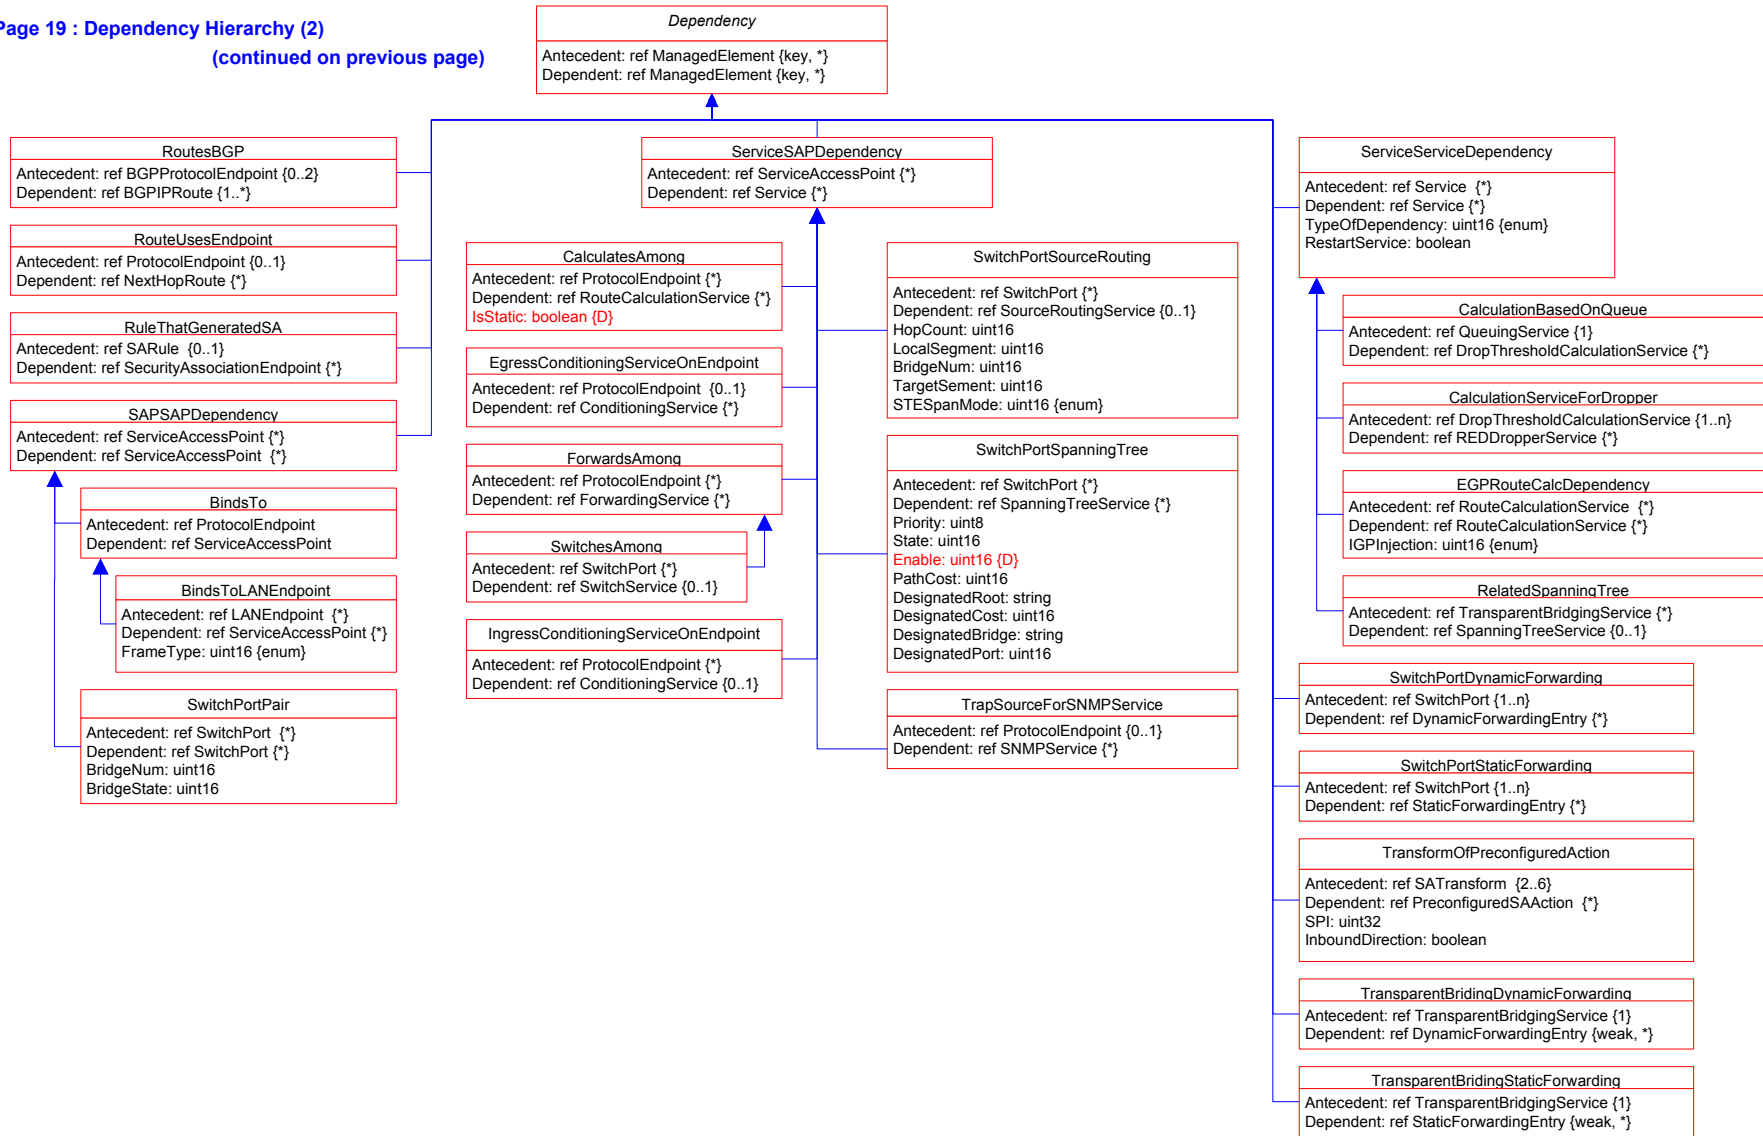 Page 19 : Dependency Hierarchy (2)
(continued on previous page)
Dependency
Antecedent: ref ManagedElement {key, *}
Dependent: ref ManagedElement {key, *}
RoutesBGP
Antecedent: ref BGPProtocolEndpoint {0..2}
Dependent: ref BGPIPRoute {1..*}
RouteUsesEndpoint
Antecedent: ref ProtocolEndpoint {0..1}
Dependent: ref NextHopRoute {*}
RuleThatGeneratedSA
Antecedent: ref SARule  {0..1}
Dependent: ref SecurityAssociationEndpoint {*}
SAPSAPDependency
Antecedent: ref ServiceAccessPoint {*}
Dependent: ref ServiceAccessPoint  {*}
BindsTo
Antecedent: ref ProtocolEndpoint
Dependent: ref ServiceAccessPoint
BindsToLANEndpoint
Antecedent: ref LANEndpoint  {*}
Dependent: ref ServiceAccessPoint {*}
FrameType: uint16 {enum}
SwitchPortPair
Antecedent: ref SwitchPort  {*}
Dependent: ref SwitchPort {*}
BridgeNum: uint16
BridgeState: uint16
ServiceSAPDependency
Antecedent: ref ServiceAccessPoint {*}
Dependent: ref Service {*}
CalculatesAmong
Antecedent: ref ProtocolEndpoint {*}
Dependent: ref RouteCalculationService {*}
IsStatic: boolean {D}
EgressConditioningServiceOnEndpoint
Antecedent: ref ProtocolEndpoint  {0..1}
Dependent: ref ConditioningService {*}
ForwardsAmong
Antecedent: ref ProtocolEndpoint {*}
Dependent: ref ForwardingService {*}
SwitchesAmong
Antecedent: ref SwitchPort {*}
Dependent: ref SwitchService {0..1}
IngressConditioningServiceOnEndpoint
Antecedent: ref ProtocolEndpoint {*}
Dependent: ref ConditioningService {0..1}
SwitchPortSourceRouting
Antecedent: ref SwitchPort {*}
Dependent: ref SourceRoutingService {0..1}
HopCount: uint16
LocalSegment: uint16
BridgeNum: uint16
TargetSement: uint16
STESpanMode: uint16 {enum}
SwitchPortSpanningTree
Antecedent: ref SwitchPort {*}
Dependent: ref SpanningTreeService {*}
Priority: uint8
State: uint16
Enable: uint16 {D}
PathCost: uint16
DesignatedRoot: string
DesignatedCost: uint16
DesignatedBridge: string
DesignatedPort: uint16
TrapSourceForSNMPService
Antecedent: ref ProtocolEndpoint {0..1}
Dependent: ref SNMPService {*}
ServiceServiceDependency
Antecedent: ref Service  {*}
Dependent: ref Service {*}
TypeOfDependency: uint16 {enum}
RestartService: boolean
CalculationBasedOnQueue
Antecedent: ref QueuingService {1}
Dependent: ref DropThresholdCalculationService {*}
CalculationServiceForDropper
Antecedent: ref DropThresholdCalculationService {1..n}
Dependent: ref REDDropperService {*}
EGPRouteCalcDependency
Antecedent: ref RouteCalculationService  {*}
Dependent: ref RouteCalculationService {*}
IGPInjection: uint16 {enum}
RelatedSpanningTree
Antecedent: ref TransparentBridgingService {*}
Dependent: ref SpanningTreeService {0..1}
SwitchPortDynamicForwarding
Antecedent: ref SwitchPort {1..n}
Dependent: ref DynamicForwardingEntry {*}
SwitchPortStaticForwarding
Antecedent: ref SwitchPort {1..n}
Dependent: ref StaticForwardingEntry {*}
TransformOfPreconfiguredAction
Antecedent: ref SATransform  {2..6}
Dependent: ref PreconfiguredSAAction  {*}
SPI: uint32
InboundDirection: boolean
TransparentBridingDynamicForwarding
Antecedent: ref TransparentBridgingService {1}
Dependent: ref DynamicForwardingEntry {weak, *}
TransparentBridingStaticForwarding
Antecedent: ref TransparentBridgingService {1}
Dependent: ref StaticForwardingEntry {weak, *}